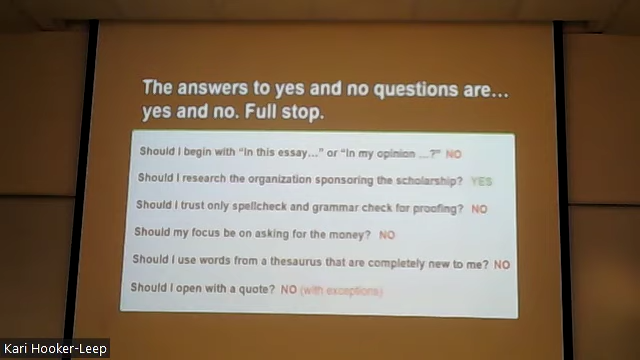 The answers to yes and no questions are...
yes and no. Full stop.
Should I begin with “In this essay...” or “In my opinion ...?” NO
Should I research the organization sponsoring the scholarship? YES
Should I trust only spellcheck and grammar check for proofing? NO
Should my focus be on asking for the money? NO
Should I use words from a thesaurus that are completely new to me? NO
Should I open with a quote? NO (with exceptions)
Kari Hooker-Leep